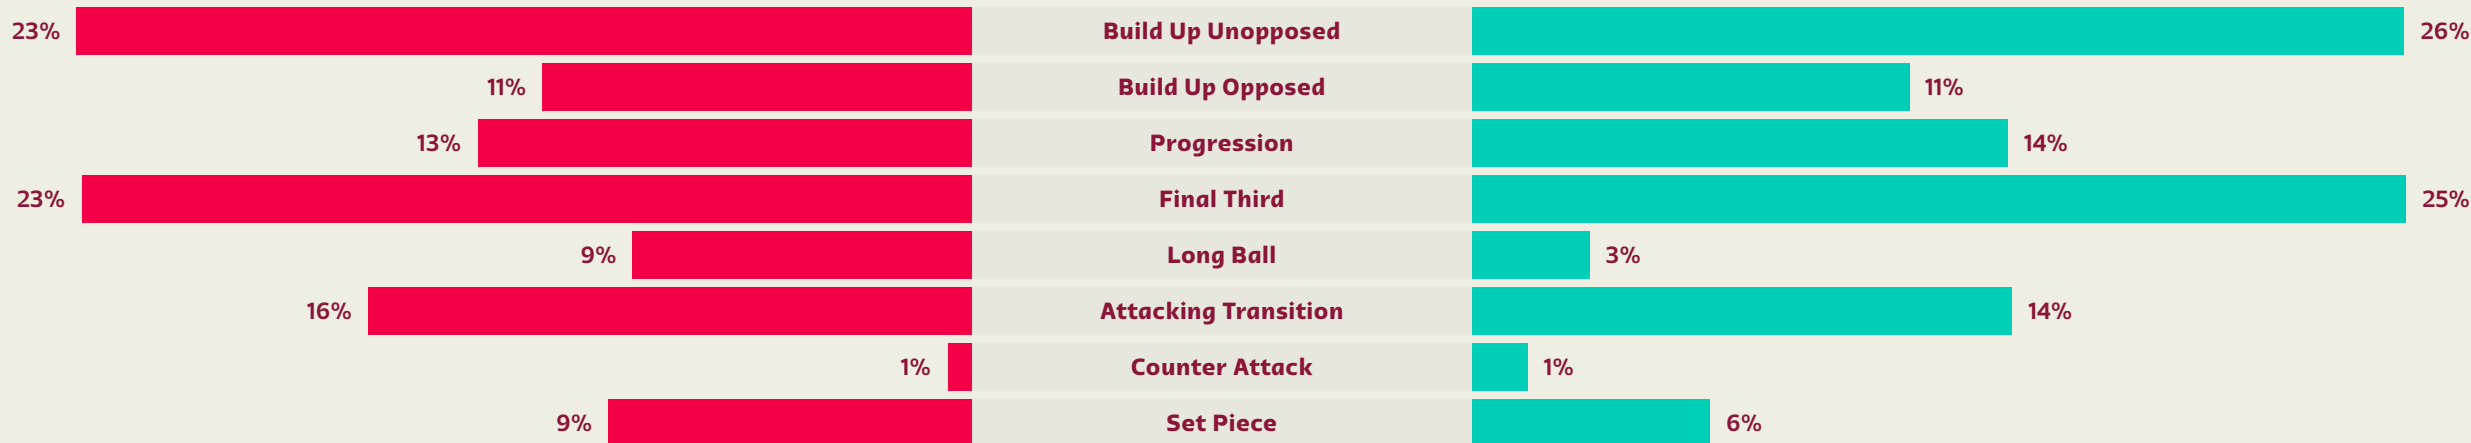 23% Build Up Unopposed 26%
11% Build Up Opposed 11%
13% Progression 14%
23% Final Third 25%
9% Long Ball 3%
16% Attacking Transition 14%
1% Counter Attack 1%
9% Set Piece 6%